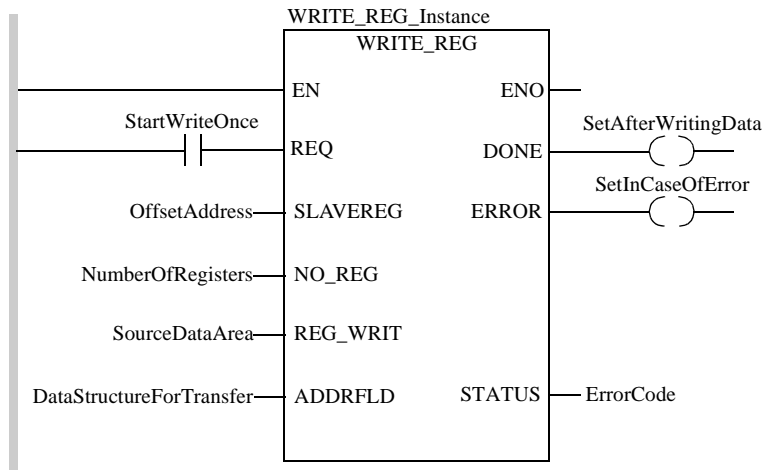 WRITE_REG_Instance
WRITE_REG
EN ENO
StartWriteOnce SetAfterWritingData
REQ DONE
SetInCaseOfError
OffsetAddress SLAVEREG ERROR
NumberOfRegisters NO_REG
SourceDataArea REG_WRIT
DataStructureForTransfer ADDRFLD STATUS ErrorCode